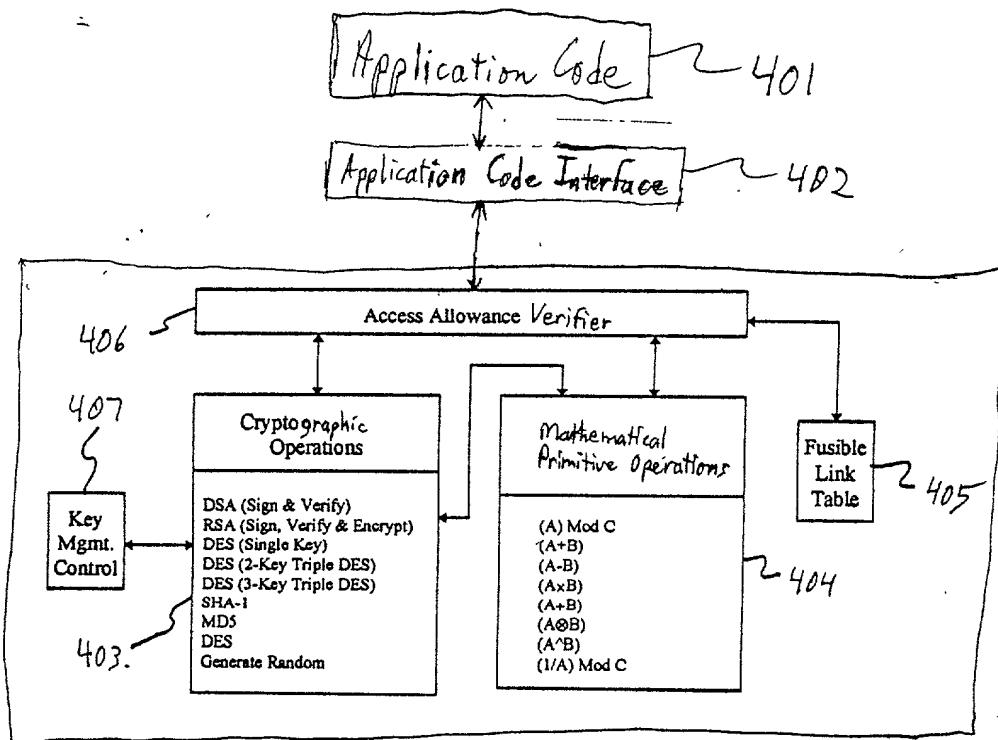 Application Code
401
Application Code Interface
402
Access Allowance Verifier
406
407
Cryptographic
Operations
Mathematical
Primitive Operations
Fusible
Link
Table
405
Key
Mgmt.
Control
DSA (Sign & Verify)
RSA (Sign, Verify & Encrypt)
DES (Single Key)
DES (2-Key Triple DES)
DES (3-Key Triple DES)
SHA-1
MD5
DES
Generate Random
403.
(A) Mod C
(A+B)
(A-B)
(AxB)
(A+B)
(A⊗B)
(A^B)
(1/A) Mod C
404